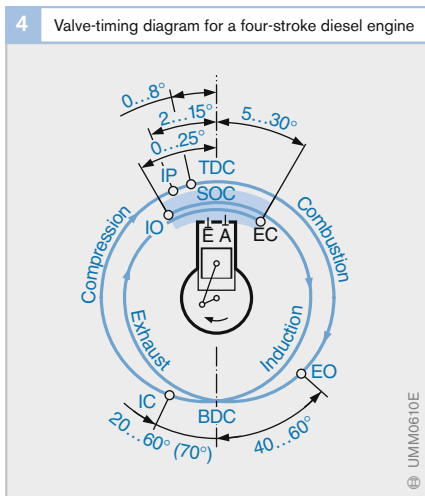 4 Valve-timing diagram for a four-stroke diesel engine
0...8°
2...15°
5...30°
0...25°
TDC
IP
SOC
IO
E A
EC
Compression
Combustion
Exhaust
Induction
EO
IC
BDC
20...60° (70°)
40...60°
© UMM0610E